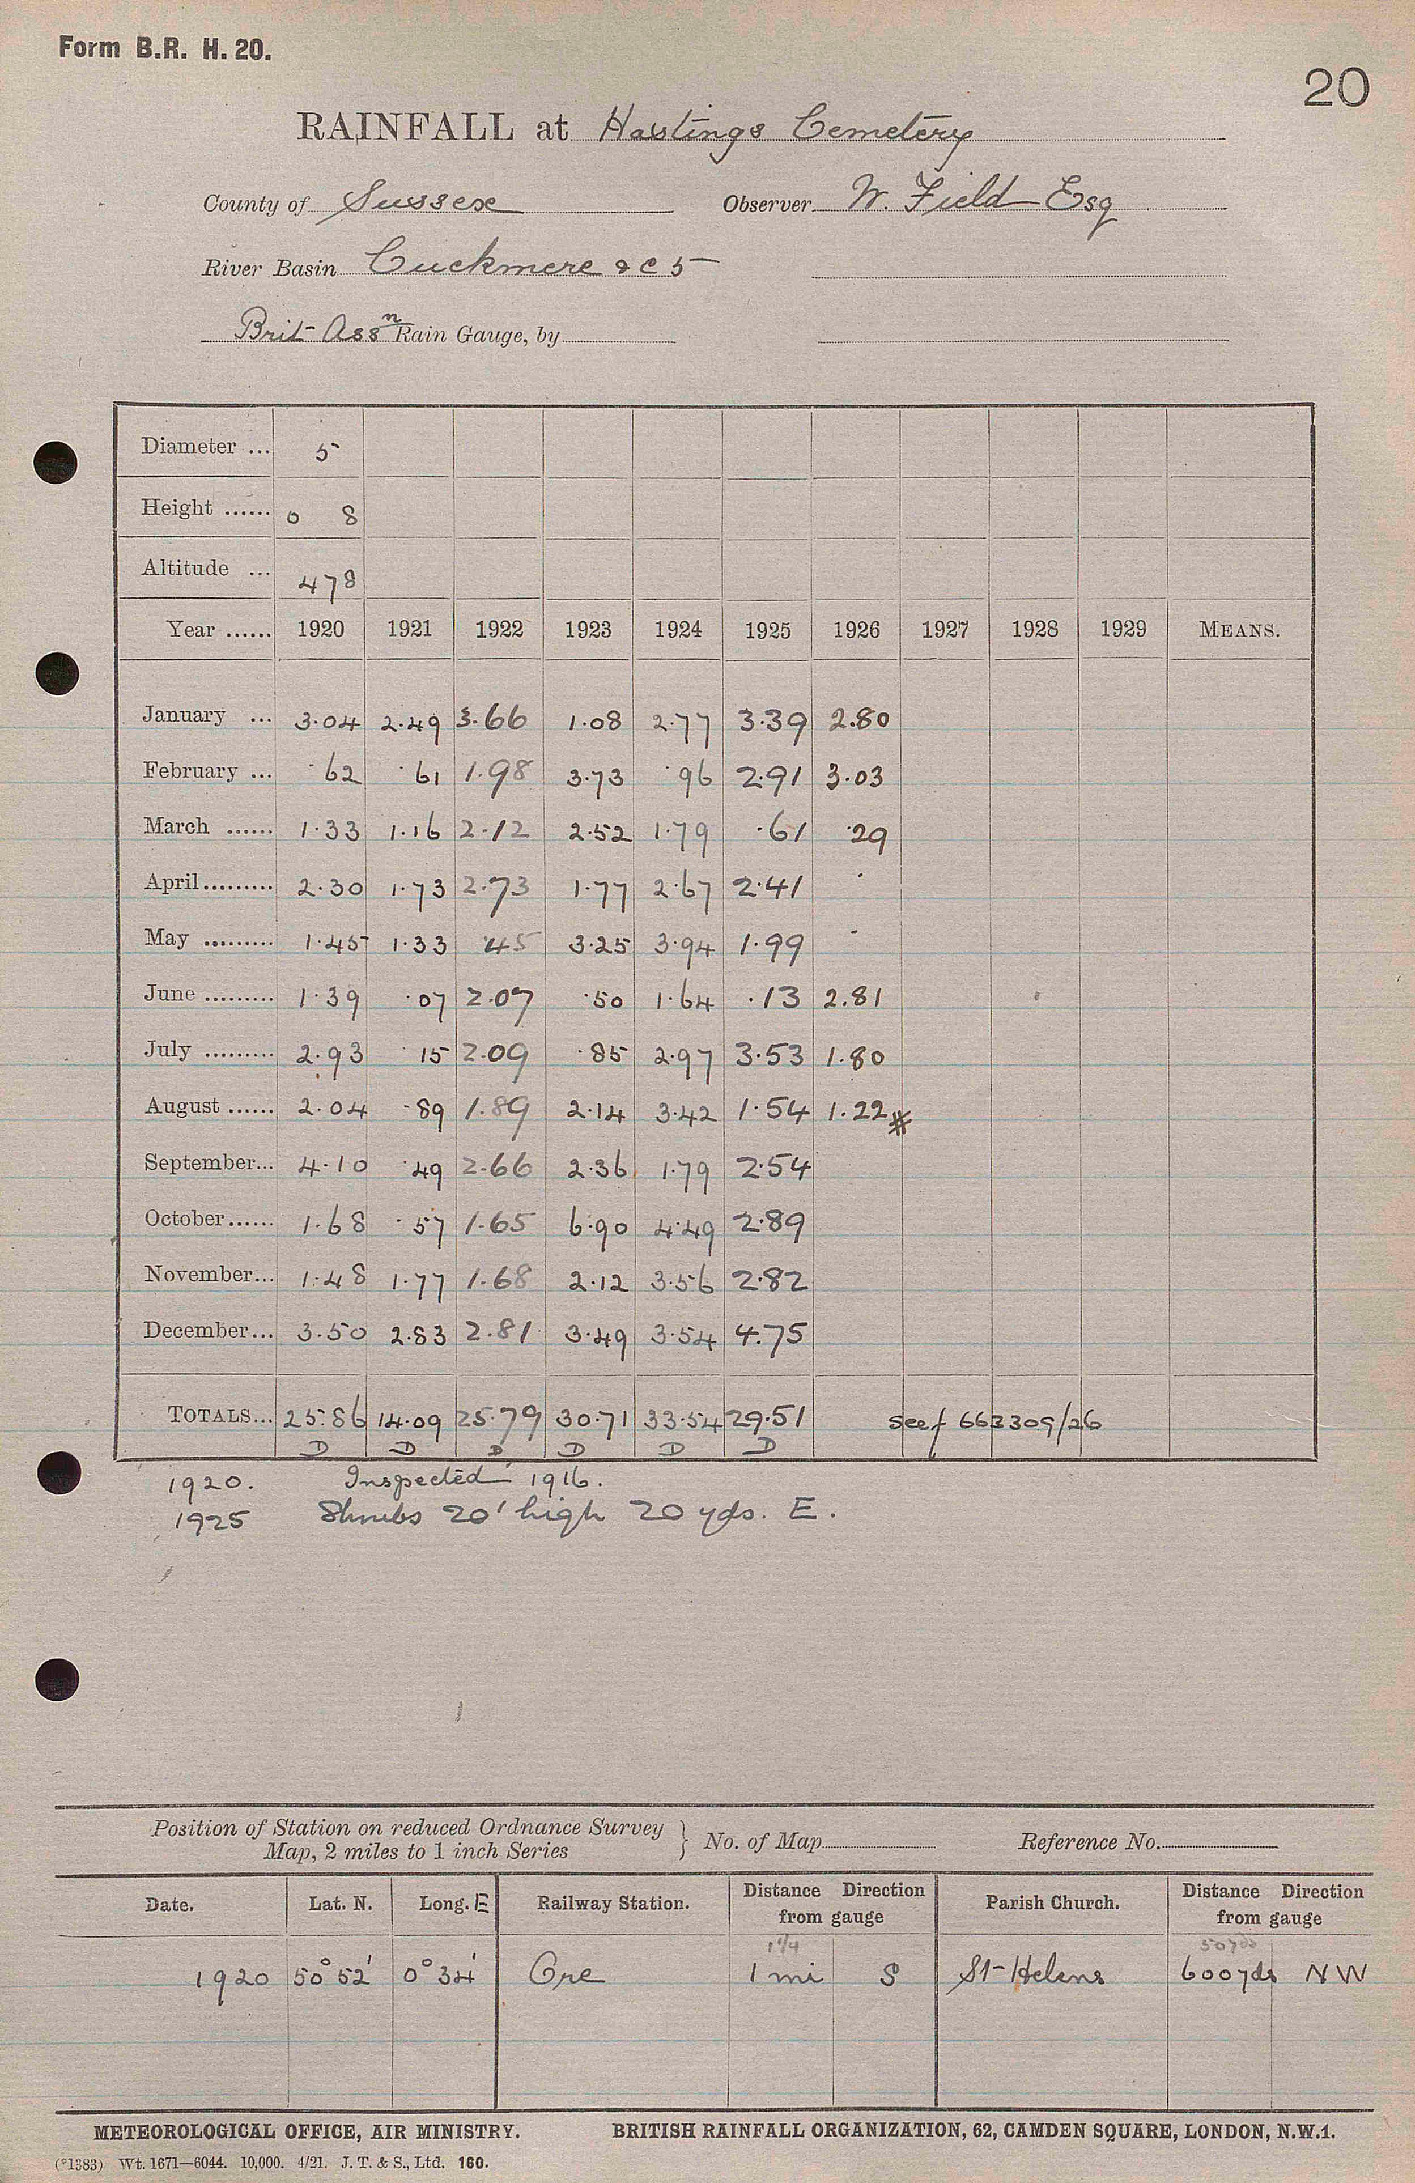 Form B.R. H. 20.
20
RAINFALL at Hastings Cemetery
County of Sussex Observer W. Field Esq
River Basin Cuckmere &c 5
Brit Assn Rain Gauge, by
Diameter ... 5
Height ...... 0 8
Altitude ... 478
Year ...... 1920 1921 1922 1923 1924 1925 1926 1927 1928 1929 MEANS.
January ... 3.04 2.49 3.66 1.08 2.77 3.39 2.80
February ... .62 .61 1.98 3.73 .96 2.91 3.03
March ...... 1.33 1.16 2.12 2.52 1.79 .61 .29
April ......... 2.30 1.73 2.73 1.77 2.67 2.41 .
May ......... 1.45 1.33 .45 3.25 3.94 1.99 .
June ......... 1.39 .07 2.07 .50 1.64 .13 2.81
July ......... 2.93 .15 2.09 .85 2.97 3.53 1.80
August ...... 2.04 .89 1.89 2.14 3.42 1.54 1.22 *
September... 4.10 .49 2.66 2.36 1.79 2.54
October...... 1.68 .57 1.65 6.90 4.49 2.89
November... 1.48 1.77 1.68 2.12 3.56 2.82
December... 3.50 2.83 2.81 3.49 3.54 4.75
TOTALS... 25.86 14.09 25.79 30.71 33.54 29.51 see f 663309/26
D D D D D D
1920. Inspected 1916.
1925 Shrubs 20' high 20 yds. E.
Position of Station on reduced Ordnance Survey
Map, 2 miles to 1 inch Series } No. of Map Reference No.
Date. Lat. N. Long. E Railway Station. Distance Direction from gauge Parish Church. Distance Direction from gauge
1 1/4
1920 50° 52' 0° 34' Ore 1 mi S St Helens 600 yds NW
METEOROLOGICAL OFFICE, AIR MINISTRY. BRITISH RAINFALL ORGANIZATION, 62, CAMDEN SQUARE, LONDON, N.W.1.
(*1383) Wt. 1671—6044. 10,000. 4/21. J. T. & S., Ltd. 160.